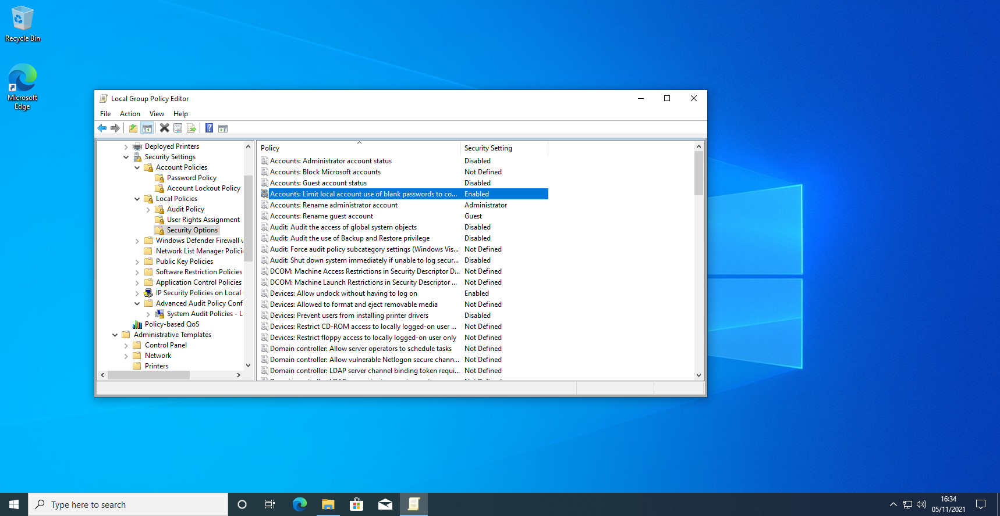 Recycle Bin
Microsoft
Edge
Local Group Policy Editor
File Action View Help
Deployed Printers
Security Settings
Account Policies
Password Policy
Account Lockout Policy
Local Policies
Audit Policy
User Rights Assignment
Security Options
Windows Defender Firewall
Network List Manager
Public Key Policies
Software Restriction Policies
Application Control Policies
IP Security Policies on Local
Advanced Audit Policy
System Audit Policies -
Policy-based QoS
Administrative Templates
Control Panel
Network
Printers
Policy Security Setting
Accounts: Administrator account status Disabled
Accounts: Block Microsoft accounts Not Defined
Accounts: Guest account status Disabled
Accounts: Limit local account use of blank passwords to co... Enabled
Accounts: Rename administrator account Administrator
Accounts: Rename guest account Guest
Audit: Audit the access of global system objects Disabled
Audit: Audit the use of Backup and Restore privilege Disabled
Audit: Force audit policy subcategory settings (Windows Vis... Not Defined
Audit: Shut down system immediately if unable to log secur... Disabled
DCOM: Machine Access Restrictions in Security Descriptor D... Not Defined
DCOM: Machine Launch Restrictions in Security Descriptor ... Not Defined
Devices: Allow undock without having to log on Enabled
Devices: Allowed to format and eject removable media Not Defined
Devices: Prevent users from installing printer drivers Disabled
Devices: Restrict CD-ROM access to locally logged-on user ... Not Defined
Devices: Restrict floppy access to locally logged-on user only Not Defined
Domain controller: Allow server operators to schedule tasks Not Defined
Domain controller: Allow vulnerable Netlogon secure chann... Not Defined
Domain controller: LDAP server channel binding token requi... Not Defined
Type here to search
16:34
05/11/2021